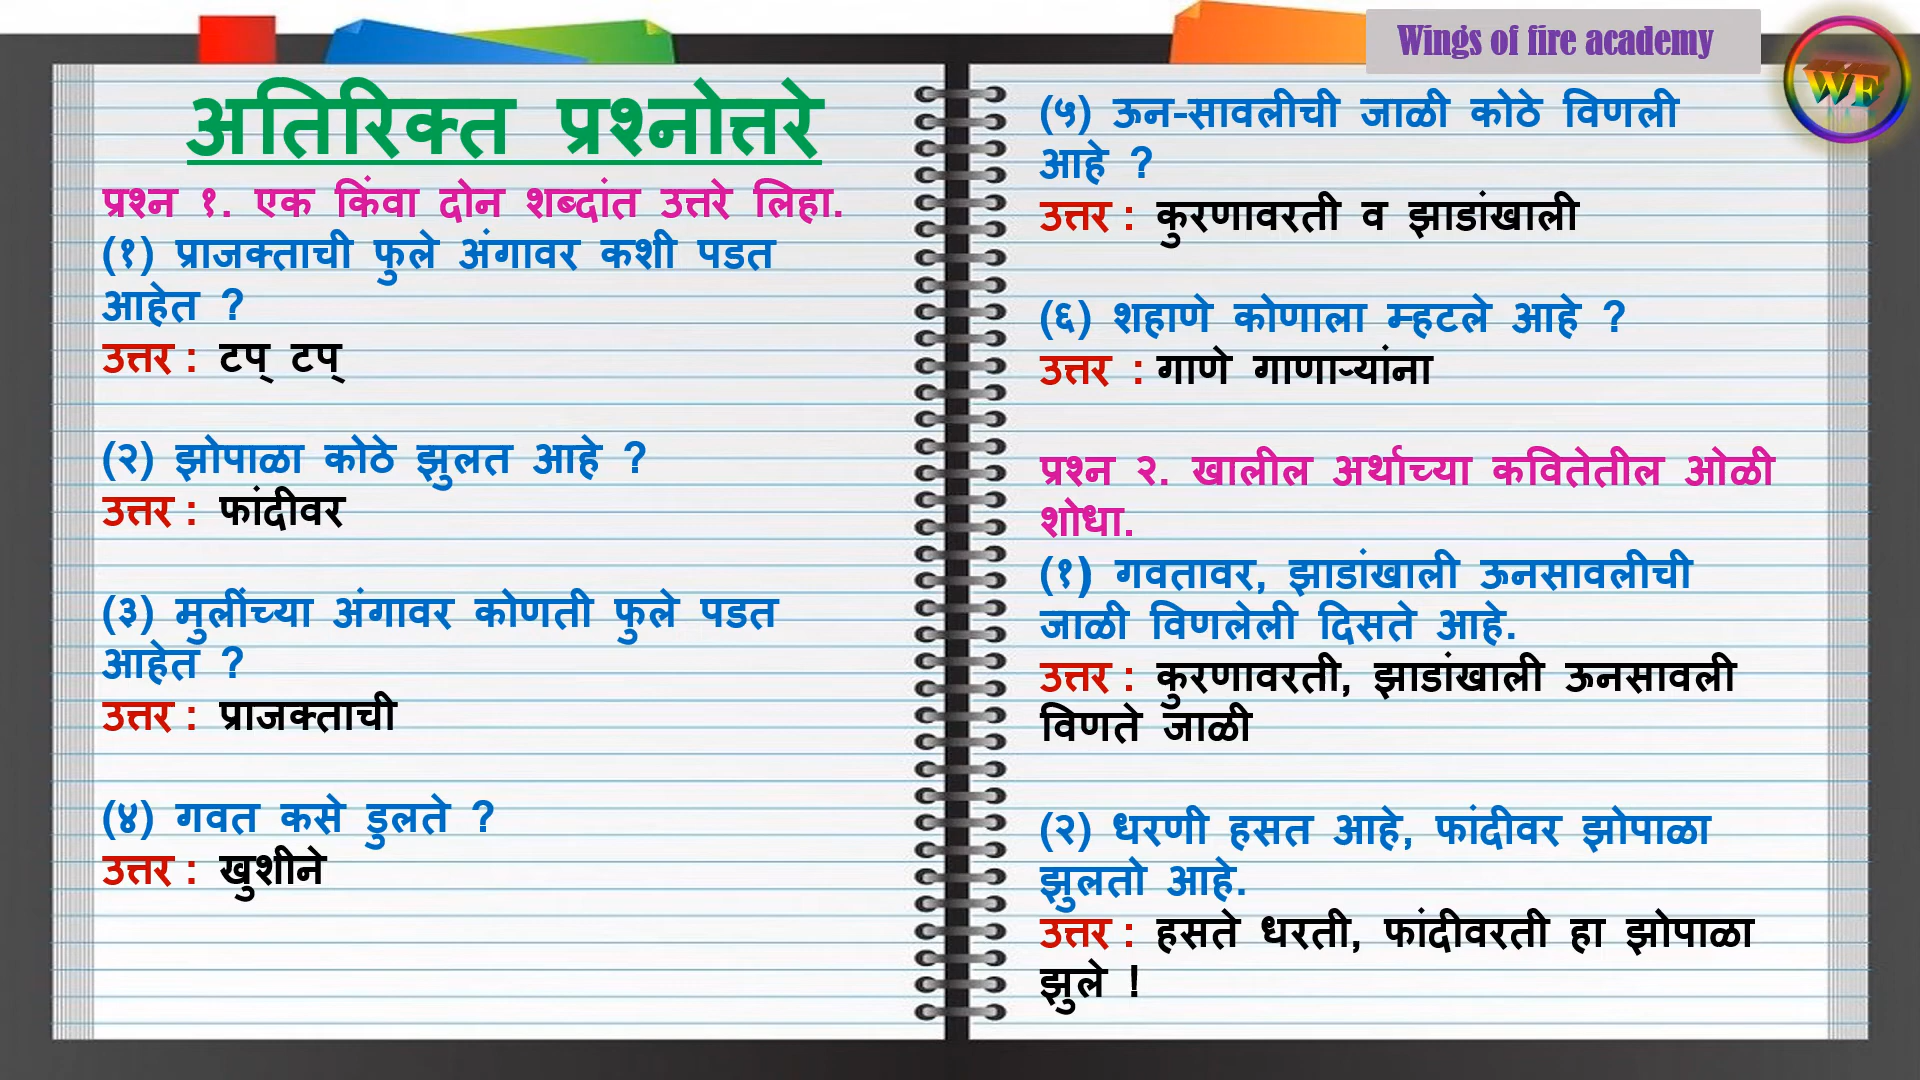 Wings of fire academy
WE
अतिरिक्त प्रश्नोत्तरे
प्रश्न १. एक किंवा दोन शब्दांत उत्तरे लिहा.
(१) प्राजक्ताची फुले अंगावर कशी पडत
आहेत ?
उत्तर : टप् टप्
(२) झोपाळा कोठे झुलत आहे ?
उत्तर : फांदीवर
(३) मुलींच्या अंगावर कोणती फुले पडत
आहेत ?
उत्तर : प्राजक्ताची
(४) गवत कसे डुलते ?
उत्तर : खुशीने
(५) ऊन-सावलीची जाळी कोठे विणली
आहे ?
उत्तर : कुरणावरती व झाडांखाली
(६) शहाणे कोणाला म्हटले आहे ?
उत्तर : गाणे गाणाऱ्यांना
प्रश्न २. खालील अर्थाच्या कवितेतील ओळी
शोधा.
(१) गवतावर, झाडांखाली ऊनसावलीची
जाळी विणलेली दिसते आहे.
उत्तर : कुरणावरती, झाडांखाली ऊनसावली
विणते जाळी
(२) धरणी हसत आहे, फांदीवर झोपाळा
झुलतो आहे.
उत्तर : हसते धरती, फांदीवरती हा झोपाळा
झुले !